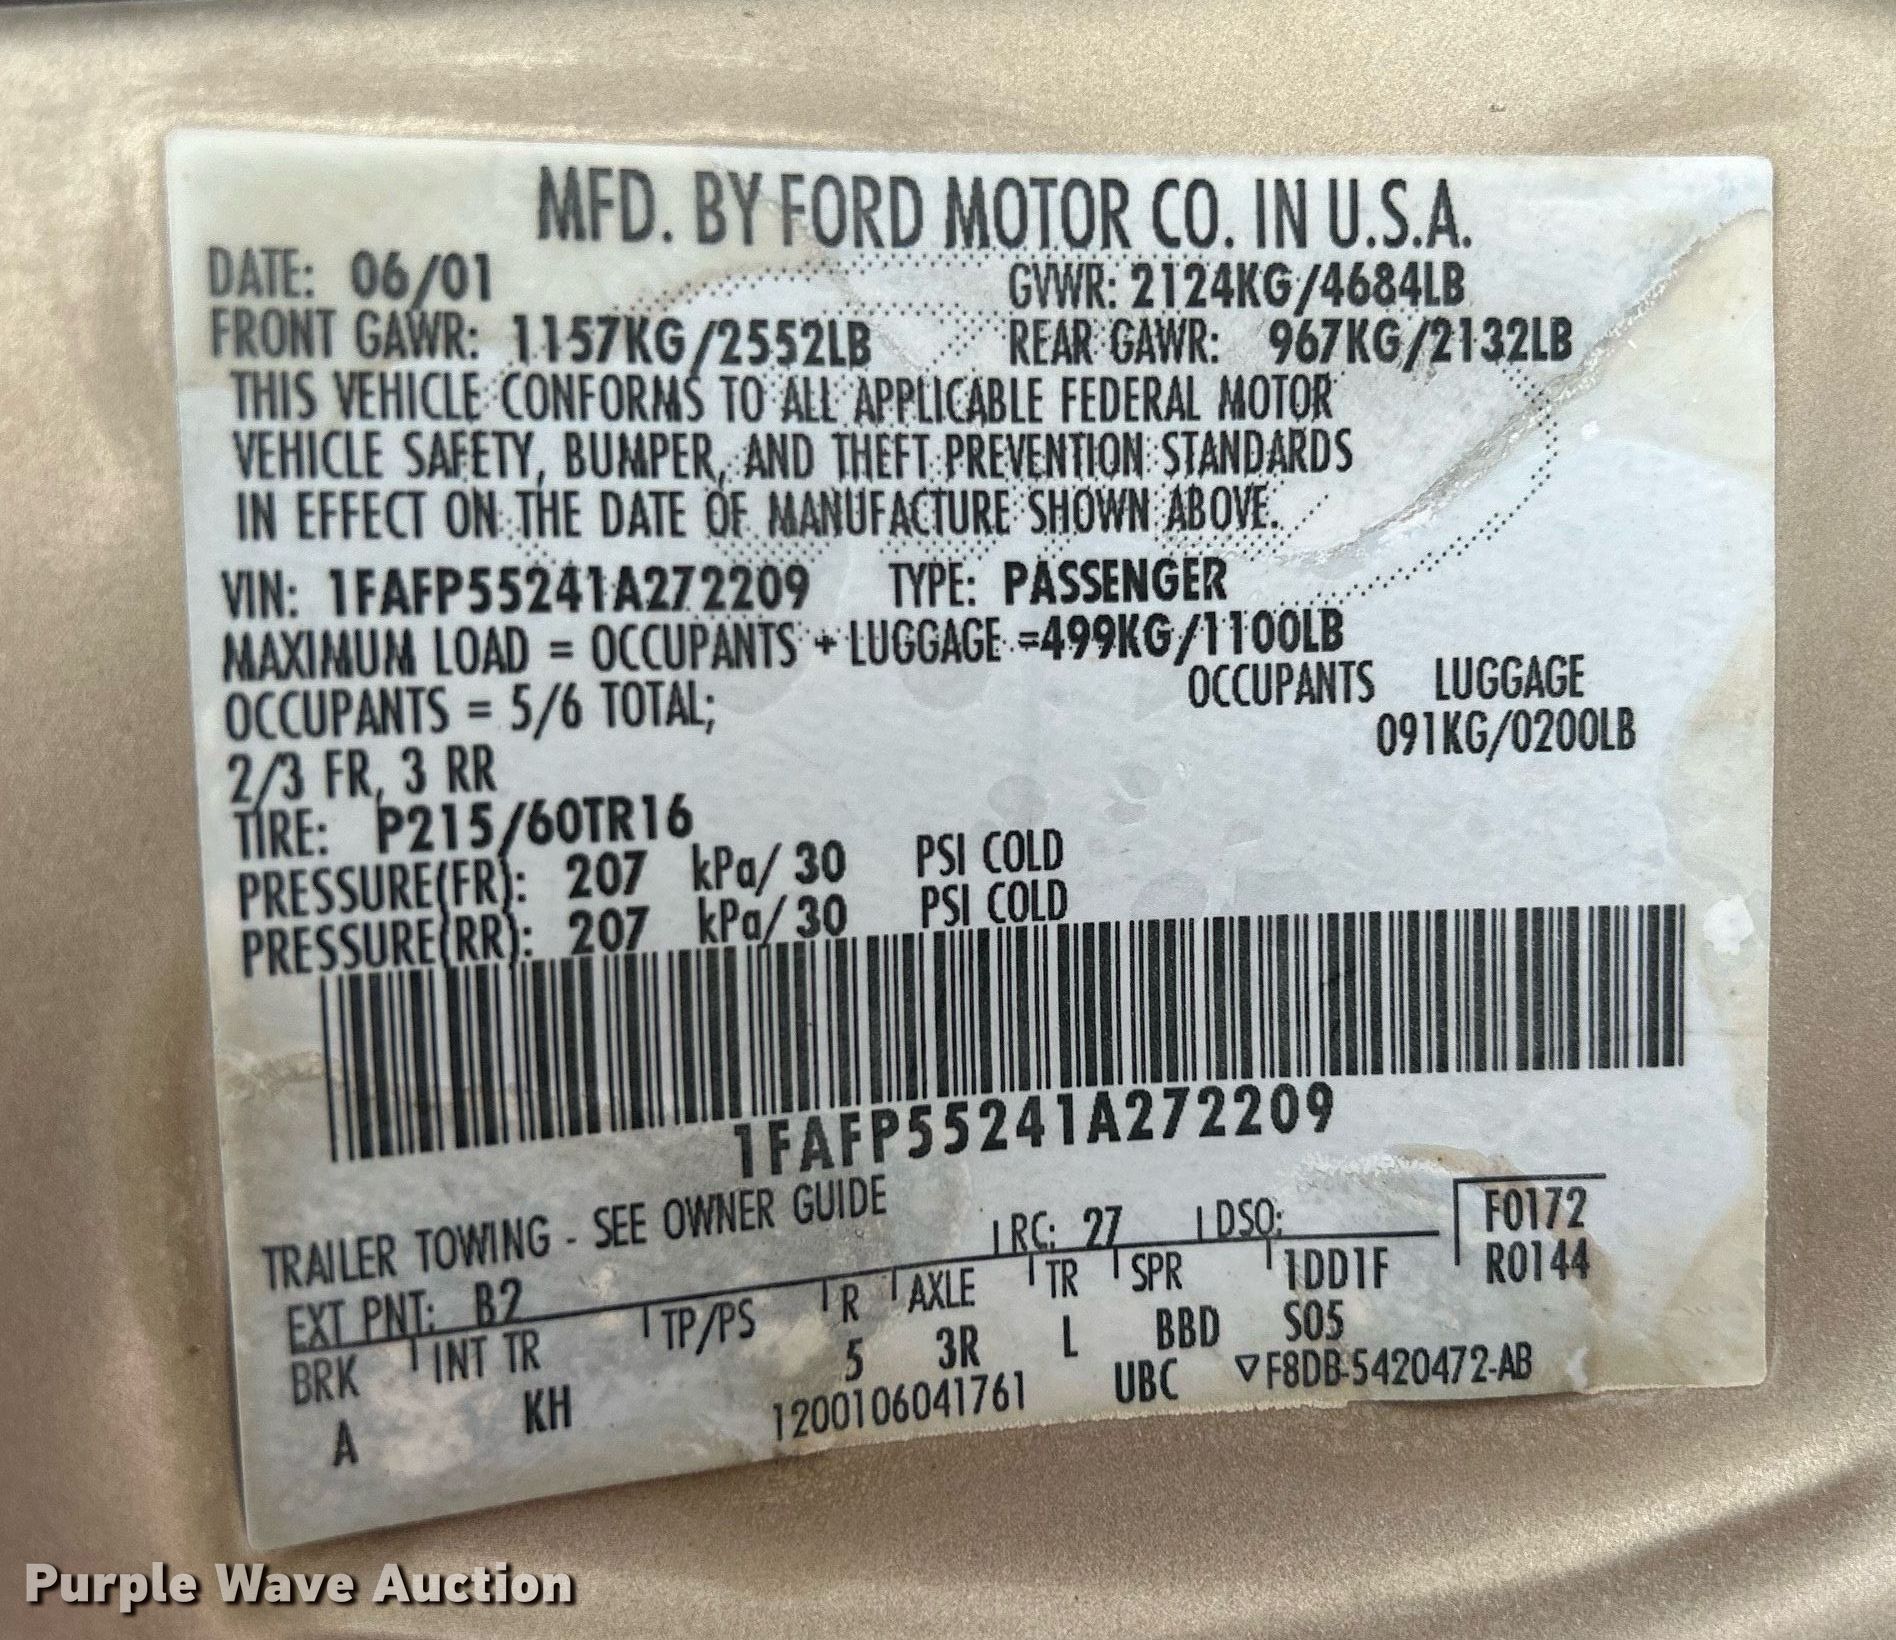 MFD. BY FORD MOTOR CO. IN U.S.A.
DATE: 06/01 GVWR: 2124KG/4684LB
FRONT GAWR: 1157KG/2552LB REAR GAWR: 967KG/2132LB
THIS VEHICLE CONFORMS TO ALL APPLICABLE FEDERAL MOTOR
VEHICLE SAFETY, BUMPER, AND THEFT PREVENTION STANDARDS
IN EFFECT ON THE DATE OF MANUFACTURE SHOWN ABOVE.
VIN: 1FAFP55241A272209 TYPE: PASSENGER
MAXIMUM LOAD = OCCUPANTS + LUGGAGE =499KG/1100LB
OCCUPANTS = 5/6 TOTAL; OCCUPANTS LUGGAGE
2/3 FR, 3 RR 091KG/0200LB
TIRE: P215/60TR16
PRESSURE(FR): 207 kPa/ 30 PSI COLD
PRESSURE(RR): 207 kPa/ 30 PSI COLD
1FAFP55241A272209
TRAILER TOWING - SEE OWNER GUIDE
EXT PNT: B2 RC: 27 DSO: F0172
BRK INT TR TP/PS R AXLE TR SPR 1DD1F R0144
A KH 5 3R L BBD S05
1200106041761 UBC ▽F8DB-5420472-AB
Purple Wave Auction